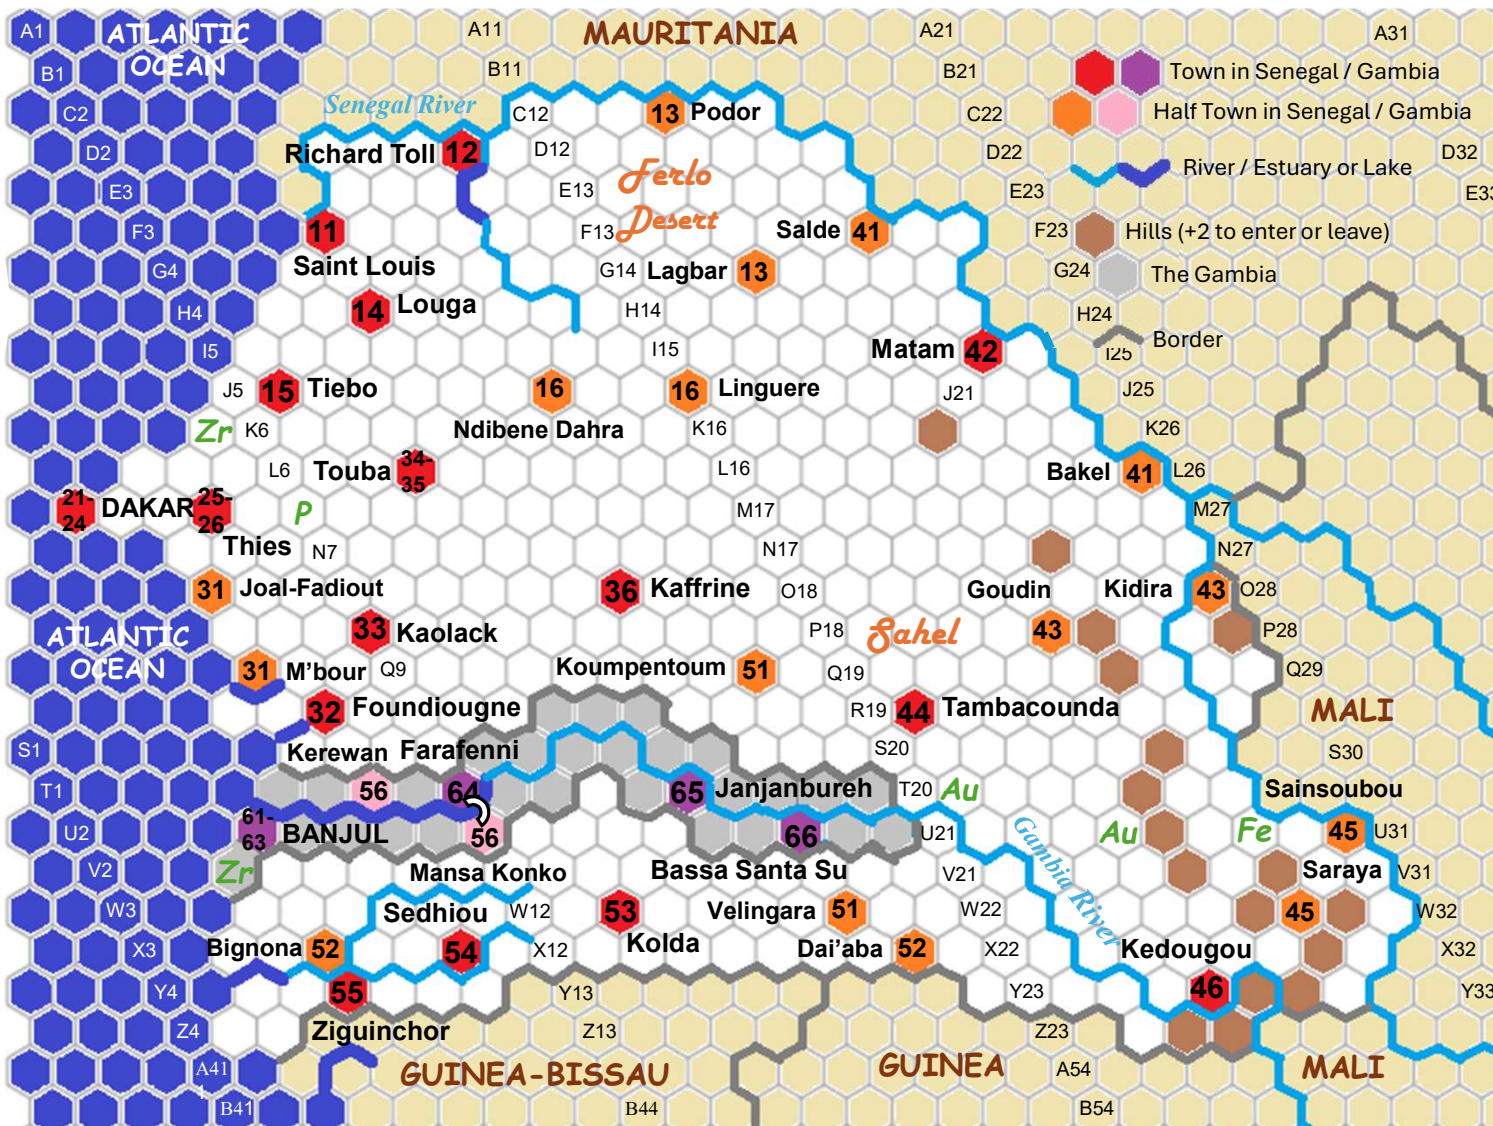 A1
ATLANTIC
OCEAN
A11
MAURITANIA
A21
A31
B1
B11
B21
Town in Senegal / Gambia
C2
Senegal River
C12
13
Podor
C22
Half Town in Senegal / Gambia
D2
Richard Toll
12
D12
Ferlo
Desert
D22
River / Estuary or Lake
D32
E3
E13
E23
E33
F3
11
F13
Salde
41
F23
Hills (+2 to enter or leave)
G4
Saint Louis
G14
Lagbar
13
G24
The Gambia
H4
14
Louga
H14
H24
I5
I15
Matam
42
I25
Border
J5
15
Tiebo
16
16
Linguere
J21
J25
Zr
K6
Ndibene Dahra
K16
K26
L6
Touba
34-
35
L16
Bakel
41
L26
21-
24
DAKAR
25-
26
P
M17
M27
Thies
N7
N17
N27
31
Joal-Fadiout
36
Kaffrine
O18
Goudin
Kidira
43
O28
ATLANTIC
OCEAN
33
Kaolack
P18
Sahel
43
P28
31
M'bour
Q9
Koumpentoum
51
Q19
Q29
32
Foundiougne
R19
44
Tambacounda
MALI
S1
Kerewan
Farafenni
S20
S30
T1
56
64
65
Janjanbureh
T20
Au
Sainsoubou
U2
61-
63
BANJUL
56
66
U21
Gambia River
Au
Fe
45
U31
V2
Zr
Mansa Konko
Bassa Santa Su
V21
Saraya
V31
W3
Sedhiou
W12
53
Velingara
51
W22
45
W32
X3
Bignona
52
54
X12
Kolda
Dai'aba
52
X22
Kedougou
X32
Y4
55
Y13
Y23
46
Y33
Z4
Ziguinchor
Z13
Z23
A41
1
GUINEA-BISSAU
GUINEA
A54
MALI
B41
B44
B54